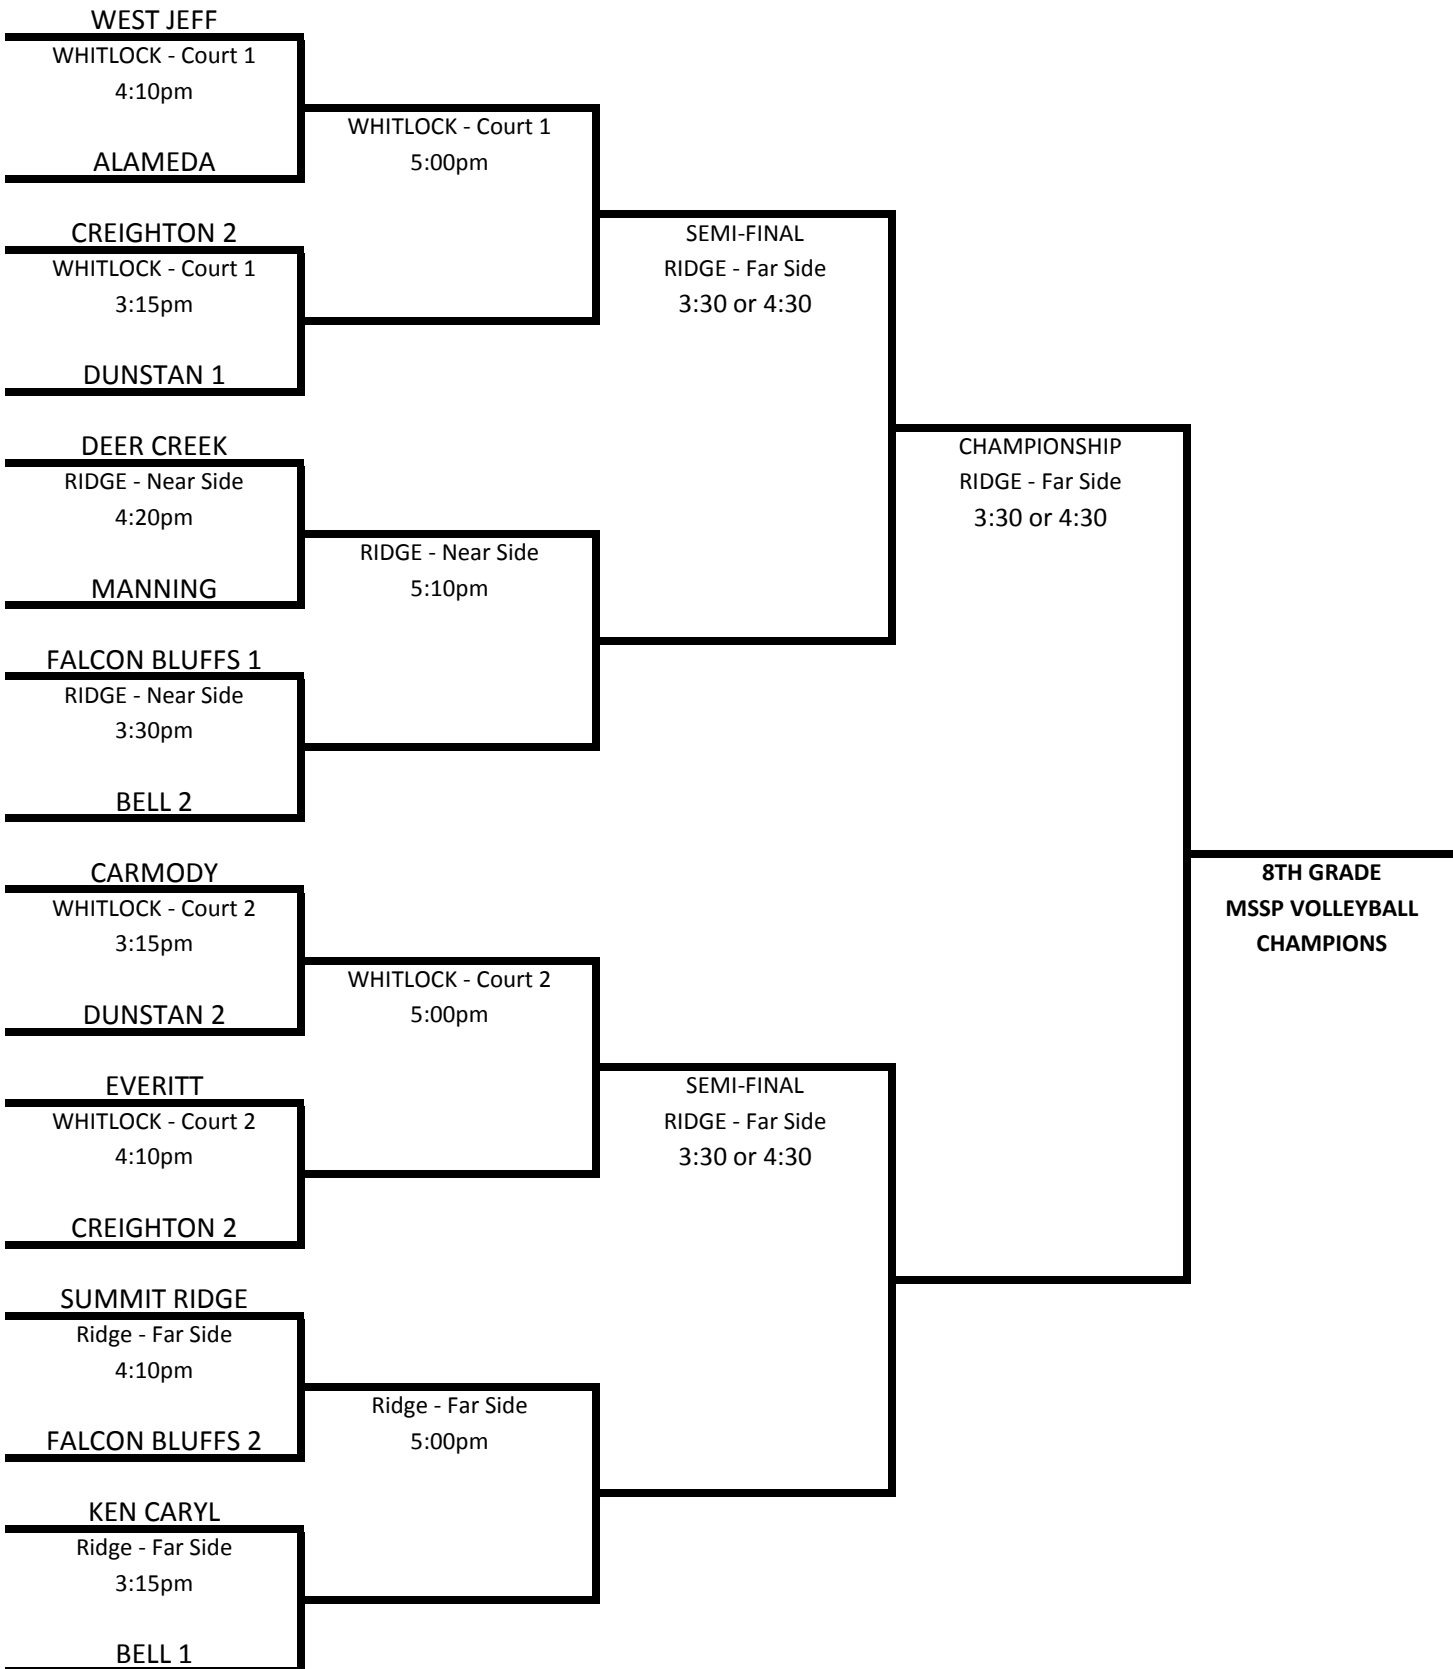 WEST JEFF
WHITLOCK - Court 1
4:10pm
ALAMEDA
WHITLOCK - Court 1
5:00pm
CREIGHTON 2
WHITLOCK - Court 1
3:15pm
DUNSTAN 1
SEMI-FINAL
RIDGE - Far Side
3:30 or 4:30
DEER CREEK
RIDGE - Near Side
4:20pm
MANNING
RIDGE - Near Side
5:10pm
FALCON BLUFFS 1
RIDGE - Near Side
3:30pm
BELL 2
CHAMPIONSHIP
RIDGE - Far Side
3:30 or 4:30
CARMODY
WHITLOCK - Court 2
3:15pm
DUNSTAN 2
WHITLOCK - Court 2
5:00pm
EVERITT
WHITLOCK - Court 2
4:10pm
CREIGHTON 2
SEMI-FINAL
RIDGE - Far Side
3:30 or 4:30
SUMMIT RIDGE
Ridge - Far Side
4:10pm
FALCON BLUFFS 2
Ridge - Far Side
5:00pm
KEN CARYL
Ridge - Far Side
3:15pm
BELL 1
8TH GRADE
MSSP VOLLEYBALL
CHAMPIONS